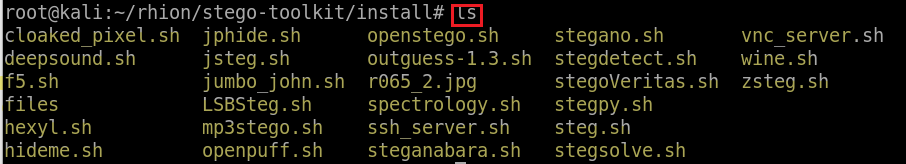 root@kali:~/rhion/stego-toolkit/install# ls
cloaked_pixel.sh jphide.sh openstego.sh stegano.sh vnc_server.sh
deepsound.sh jsteg.sh outguess-1.3.sh stegdetect.sh wine.sh
f5.sh jumbo_john.sh r065_2.jpg stegoVeritas.sh zsteg.sh
files LSBSteg.sh spectrology.sh stegpy.sh
hexyl.sh mp3stego.sh ssh_server.sh steg.sh
hideme.sh openpuff.sh steganabara.sh stegsolve.sh